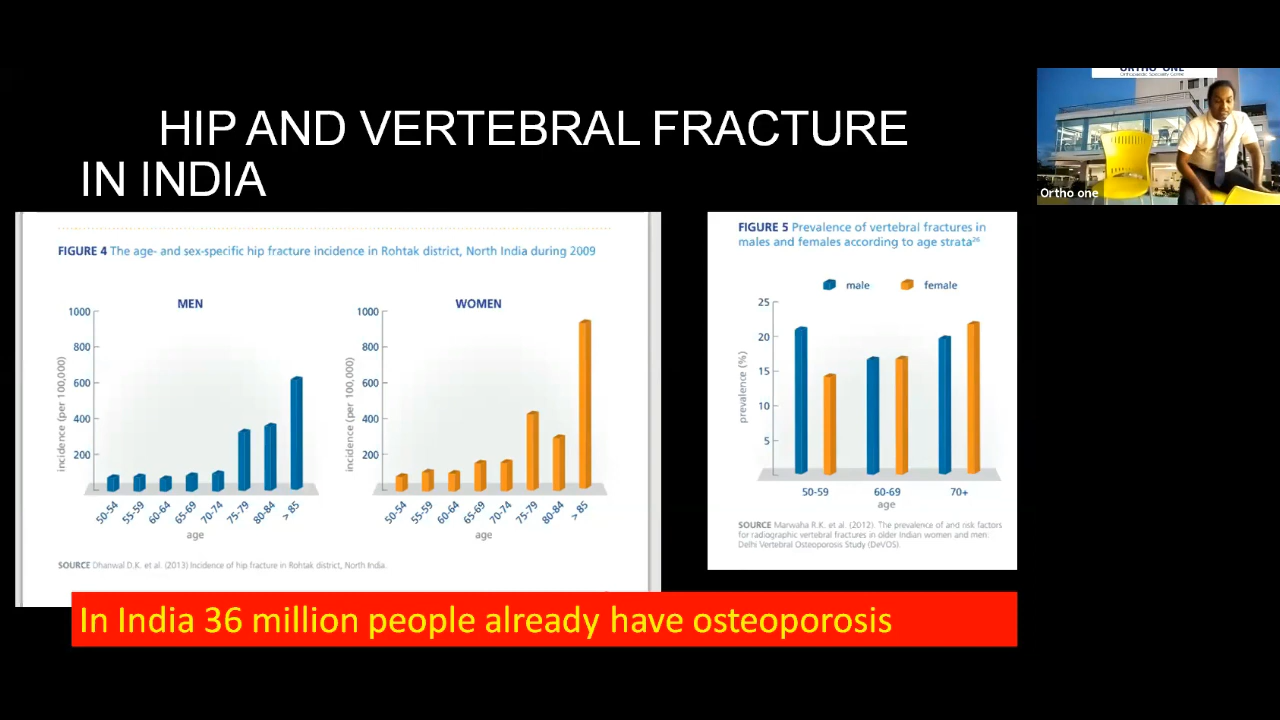 HIP AND VERTEBRAL FRACTURE
IN INDIA
ORTHO-ONE
Orthopaedic Speciality Centre
Ortho one
FIGURE 4 The age- and sex-specific hip fracture incidence in Rohtak district, North India during 2009
MEN
1000
800
600
400
200
incidence (per 100,000)
50-54
55-59
60-64
65-69
70-74
75-79
80-84
> 85
age
WOMEN
1000
800
600
400
200
incidence (per 100,000)
50-54
55-59
60-64
65-69
70-74
75-79
80-84
> 85
age
SOURCE Dhanwal D.K. et al. (2013) Incidence of hip fracture in Rohtak district, North India.
FIGURE 5 Prevalence of vertebral fractures in
males and females according to age strata²⁶
male female
25
20
15
10
5
prevalence (%)
50-59 60-69 70+
age
SOURCE Marwaha R.K. et al. (2012). The prevalence of and risk factors
for radiographic vertebral fractures in older Indian women and men:
Delhi Vertebral Osteoporosis Study (DeVOS).
In India 36 million people already have osteoporosis